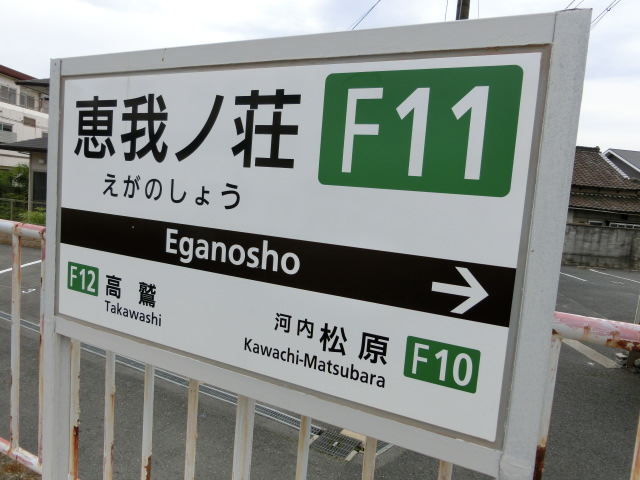 恵我ノ荘 F11
えがのしょう
Eganosho →
F12 高鷲
Takawashi
河内松原 F10
Kawachi-Matsubara